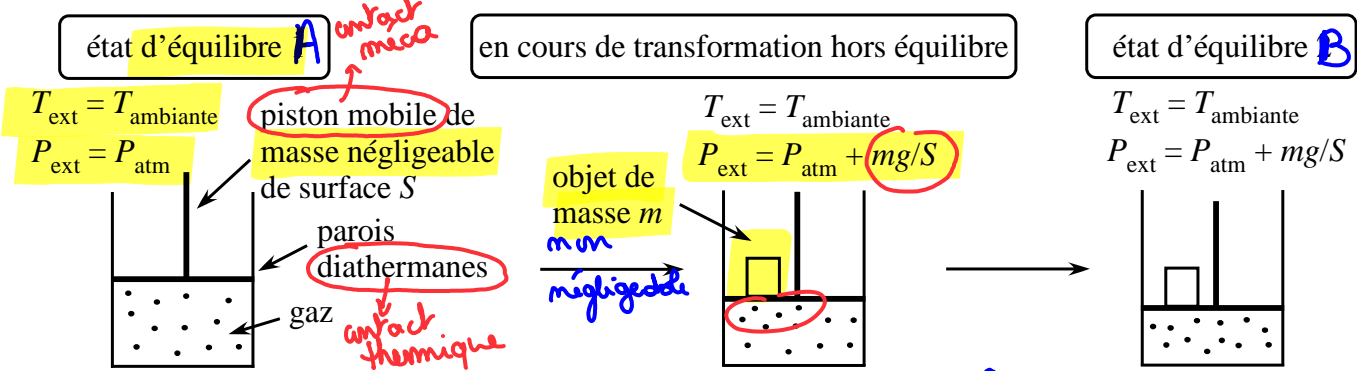 état d'équilibre A
contact
meca
en cours de transformation hors équilibre
état d'équilibre B
T_ext = T_ambiante
P_ext = P_atm
piston mobile de
masse négligeable
de surface S
parois
diathermanes
gaz
contact
thermique
objet de
masse m
non
négligeable
T_ext = T_ambiante
P_ext = P_atm + mg/S
T_ext = T_ambiante
P_ext = P_atm + mg/S